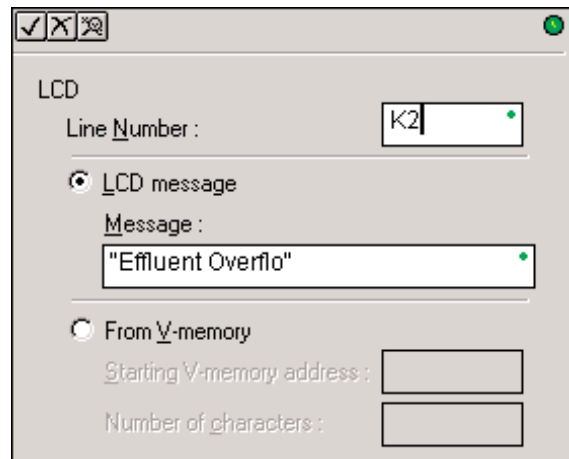 LCD
Line Number : K2
LCD message
Message :
"Effluent Overflo"
From V-memory
Starting V-memory address :
Number of characters :